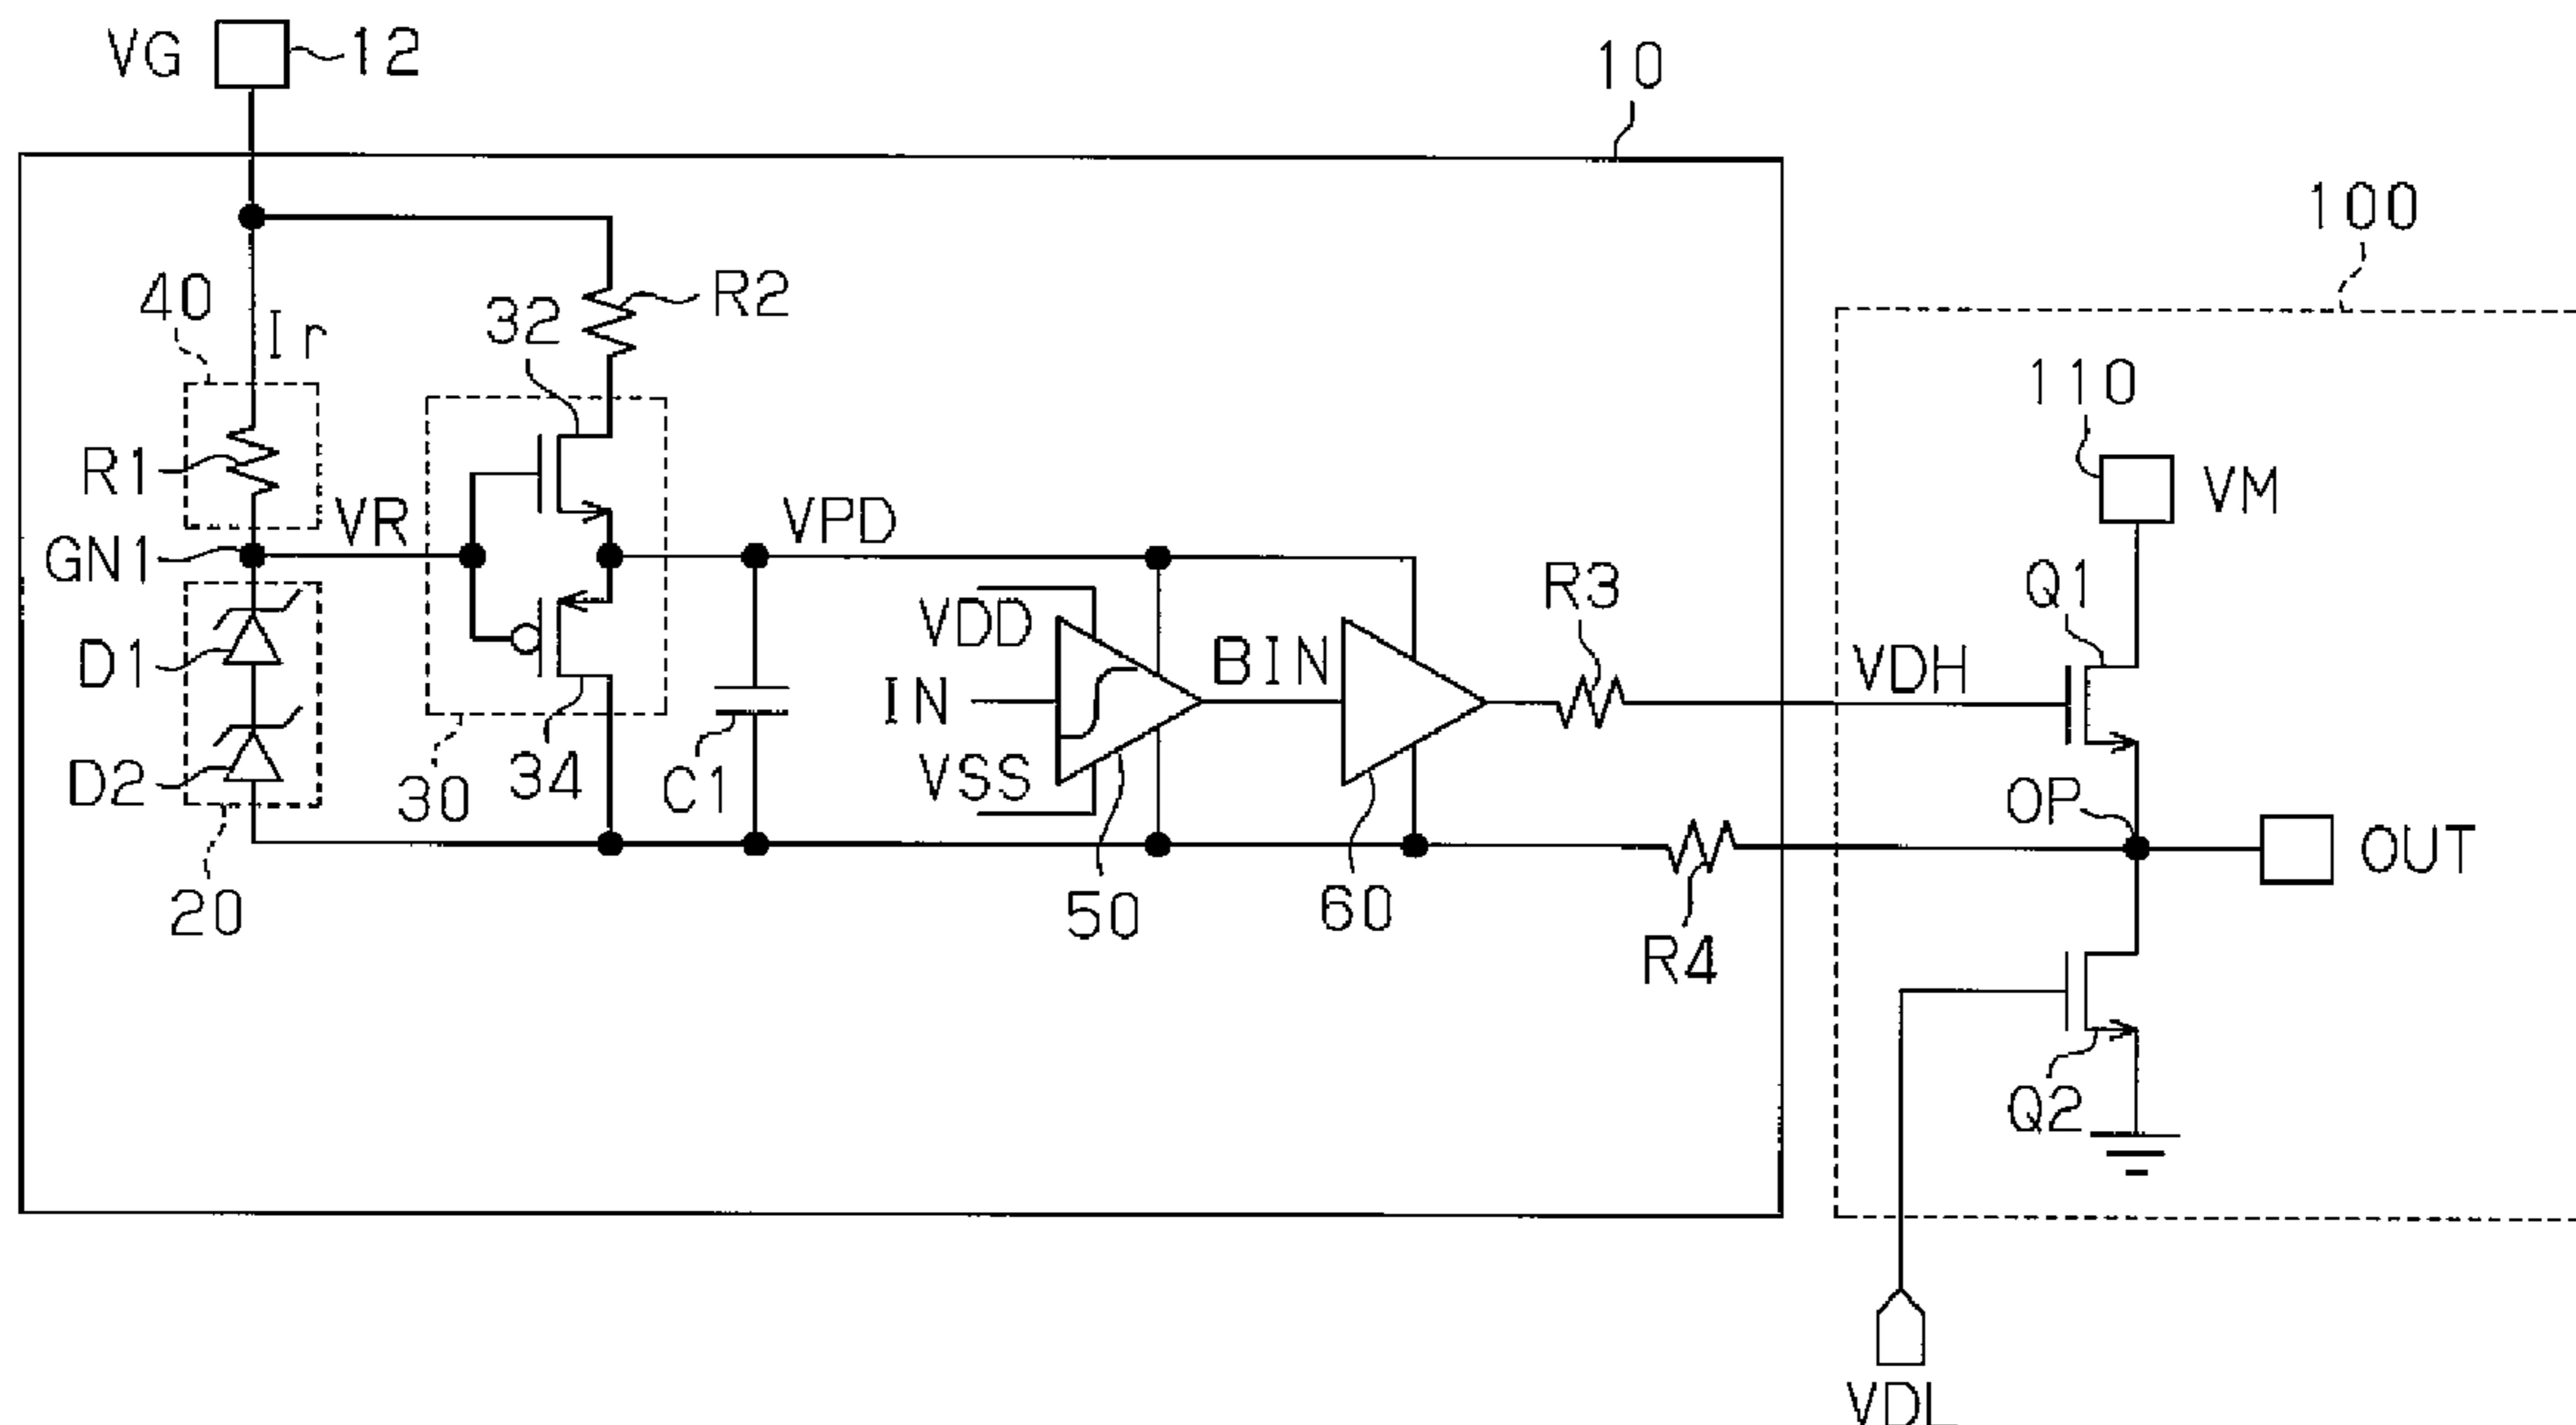 VG
12
10
100
40
Ir
32
R2
110
VM
R1
VR
GN1
VPD
VDD
R3
Q1
D1
IN
BIN
VDH
D2
30
34
C1
VSS
OP
OUT
20
50
60
R4
Q2
VDL